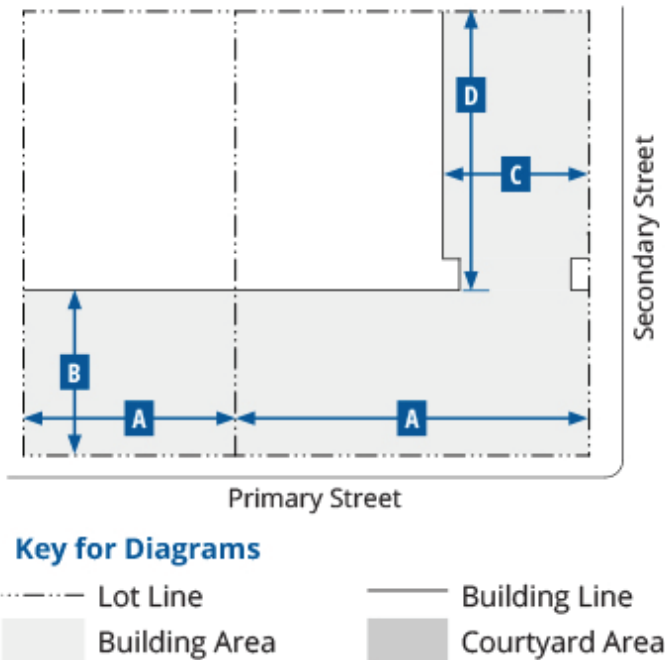 D
C
Secondary Street
B
A
A
Primary Street
Key for Diagrams
Lot Line
Building Line
Building Area
Courtyard Area